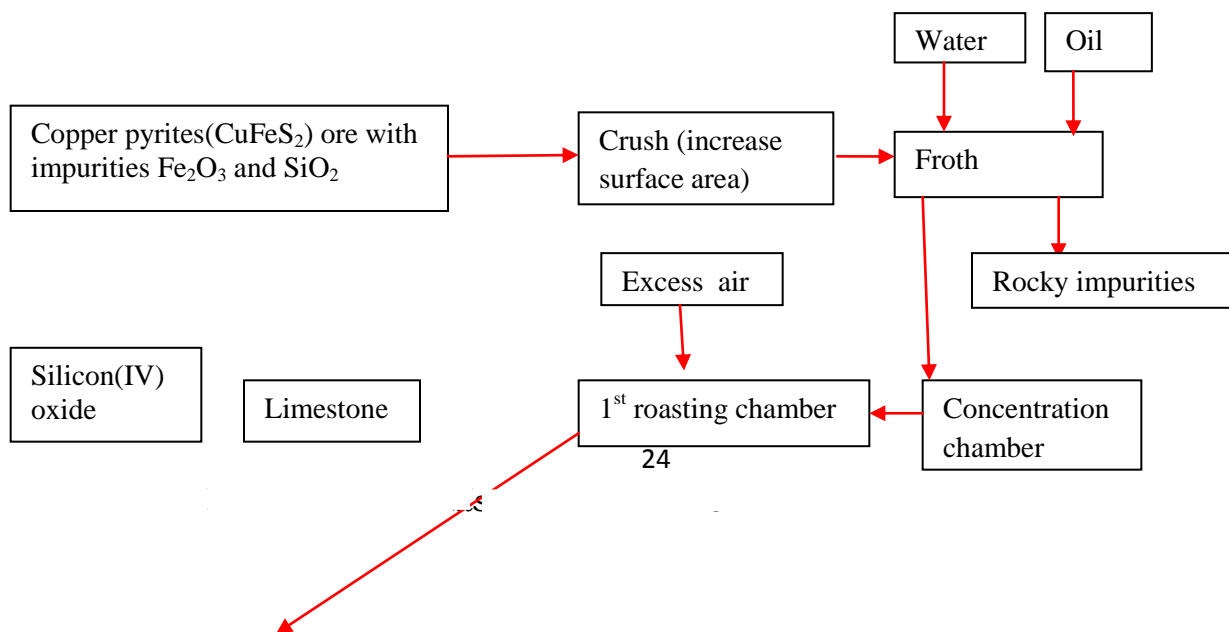 Water
Oil
Copper pyrites(CuFeS₂) ore with
impurities Fe₂O₃ and SiO₂
Crush (increase
surface area)
Froth
Excess air
Rocky impurities
Silicon(IV)
oxide
Limestone
1ˢᵗ roasting chamber
Concentration
chamber
24